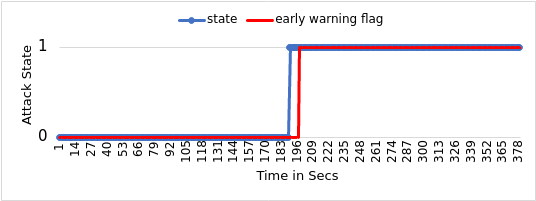 state early warning flag
1
0
Attack State
1 14 27 40 53 66 79 92 105 118 131 144 157 170 183 196 209 222 235 248 261 274 287 300 313 326 339 352 365 378
Time in Secs